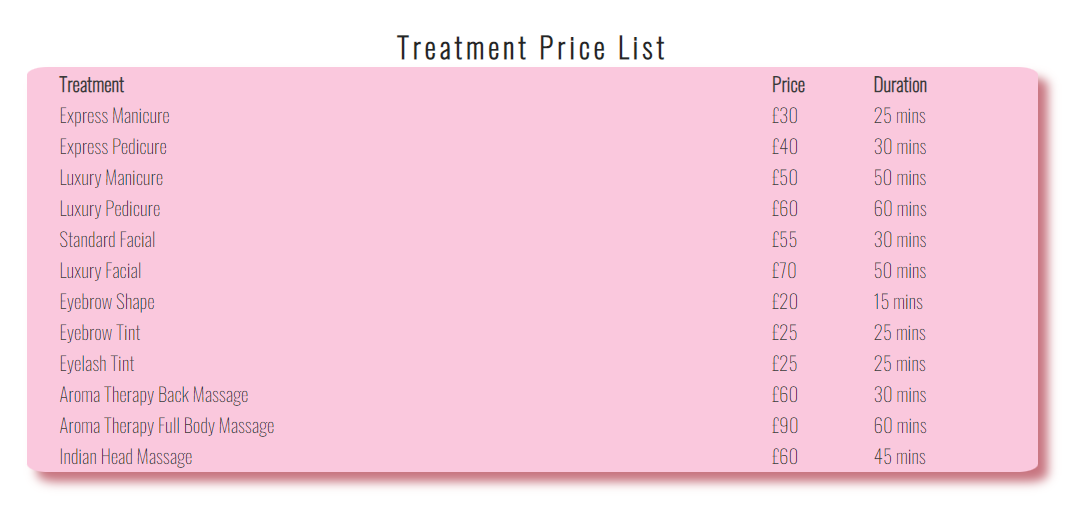 Treatment Price List
Treatment Price Duration
Express Manicure £30 25 mins
Express Pedicure £40 30 mins
Luxury Manicure £50 50 mins
Luxury Pedicure £60 60 mins
Standard Facial £55 30 mins
Luxury Facial £70 50 mins
Eyebrow Shape £20 15 mins
Eyebrow Tint £25 25 mins
Eyelash Tint £25 25 mins
Aroma Therapy Back Massage £60 30 mins
Aroma Therapy Full Body Massage £90 60 mins
Indian Head Massage £60 45 mins